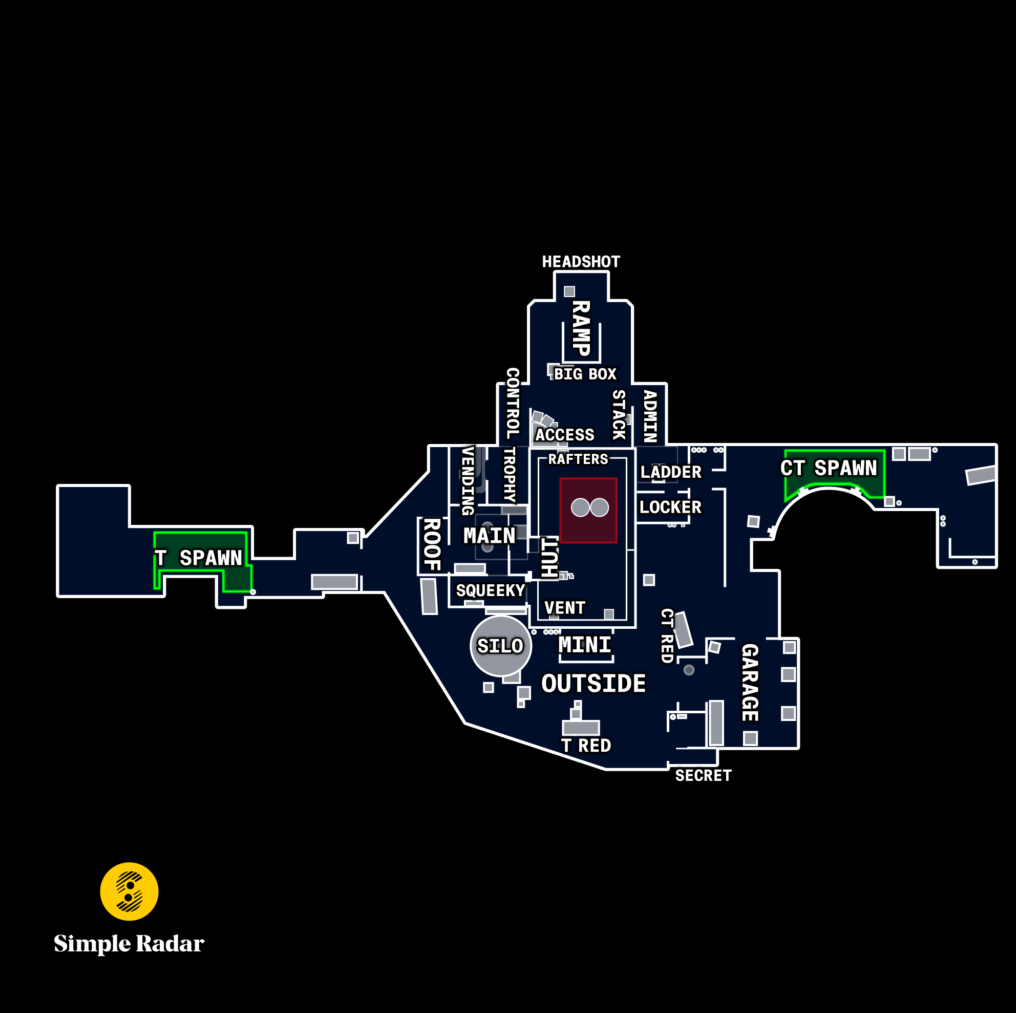 HEADSHOT
RAMP
BIG BOX
CONTROL
STACK
ADMIN
ACCESS
RAFTERS
VENDING
TROPHY
LADDER
CT SPAWN
LOCKER
ROOF
MAIN
HUT
T SPAWN
SQUEEKY
VENT
CT RED
SILO
MINI
GARAGE
OUTSIDE
T RED
SECRET
Simple Radar